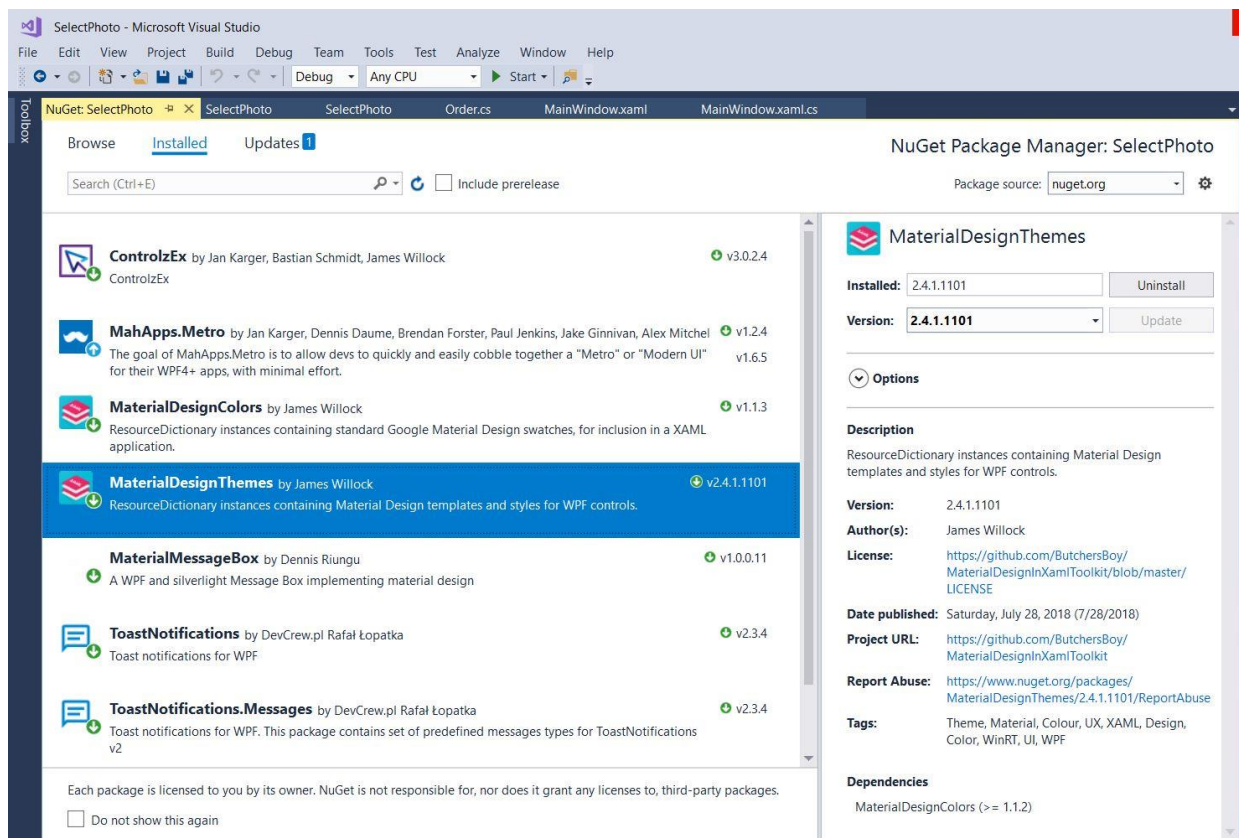 SelectPhoto - Microsoft Visual Studio
File Edit View Project Build Debug Team Tools Test Analyze Window Help
Debug Any CPU Start
Toolbox
NuGet: SelectPhoto SelectPhoto SelectPhoto Order.cs MainWindow.xaml MainWindow.xaml.cs
Browse Installed Updates 1
NuGet Package Manager: SelectPhoto
Search (Ctrl+E) Include prerelease
Package source: nuget.org
ControlzEx by Jan Karger, Bastian Schmidt, James Willock v3.0.2.4
ControlzEx
MahApps.Metro by Jan Karger, Dennis Daume, Brendan Forster, Paul Jenkins, Jake Ginnivan, Alex Mitchel v1.2.4
The goal of MahApps.Metro is to allow devs to quickly and easily cobble together a "Metro" or "Modern UI" v1.6.5
for their WPF4+ apps, with minimal effort.
MaterialDesignColors by James Willock v1.1.3
ResourceDictionary instances containing standard Google Material Design swatches, for inclusion in a XAML
application.
MaterialDesignThemes by James Willock v2.4.1.1101
ResourceDictionary instances containing Material Design templates and styles for WPF controls.
MaterialMessageBox by Dennis Riungu v1.0.0.11
A WPF and silverlight Message Box implementing material design
ToastNotifications by DevCrew.pl Rafał Łopatka v2.3.4
Toast notifications for WPF
ToastNotifications.Messages by DevCrew.pl Rafał Łopatka v2.3.4
Toast notifications for WPF. This package contains set of predefined messages types for ToastNotifications
v2
Each package is licensed to you by its owner. NuGet is not responsible for, nor does it grant any licenses to, third-party packages.
Do not show this again
MaterialDesignThemes
Installed: 2.4.1.1101 Uninstall
Version: 2.4.1.1101 Update
Options
Description
ResourceDictionary instances containing Material Design
templates and styles for WPF controls.
Version: 2.4.1.1101
Author(s): James Willock
License: https://github.com/ButchersBoy/
MaterialDesignInXamlToolkit/blob/master/
LICENSE
Date published: Saturday, July 28, 2018 (7/28/2018)
Project URL: https://github.com/ButchersBoy/
MaterialDesignInXamlToolkit
Report Abuse: https://www.nuget.org/packages/
MaterialDesignThemes/2.4.1.1101/ReportAbuse
Tags: Theme, Material, Colour, UX, XAML, Design,
Color, WinRT, UI, WPF
Dependencies
MaterialDesignColors (>= 1.1.2)